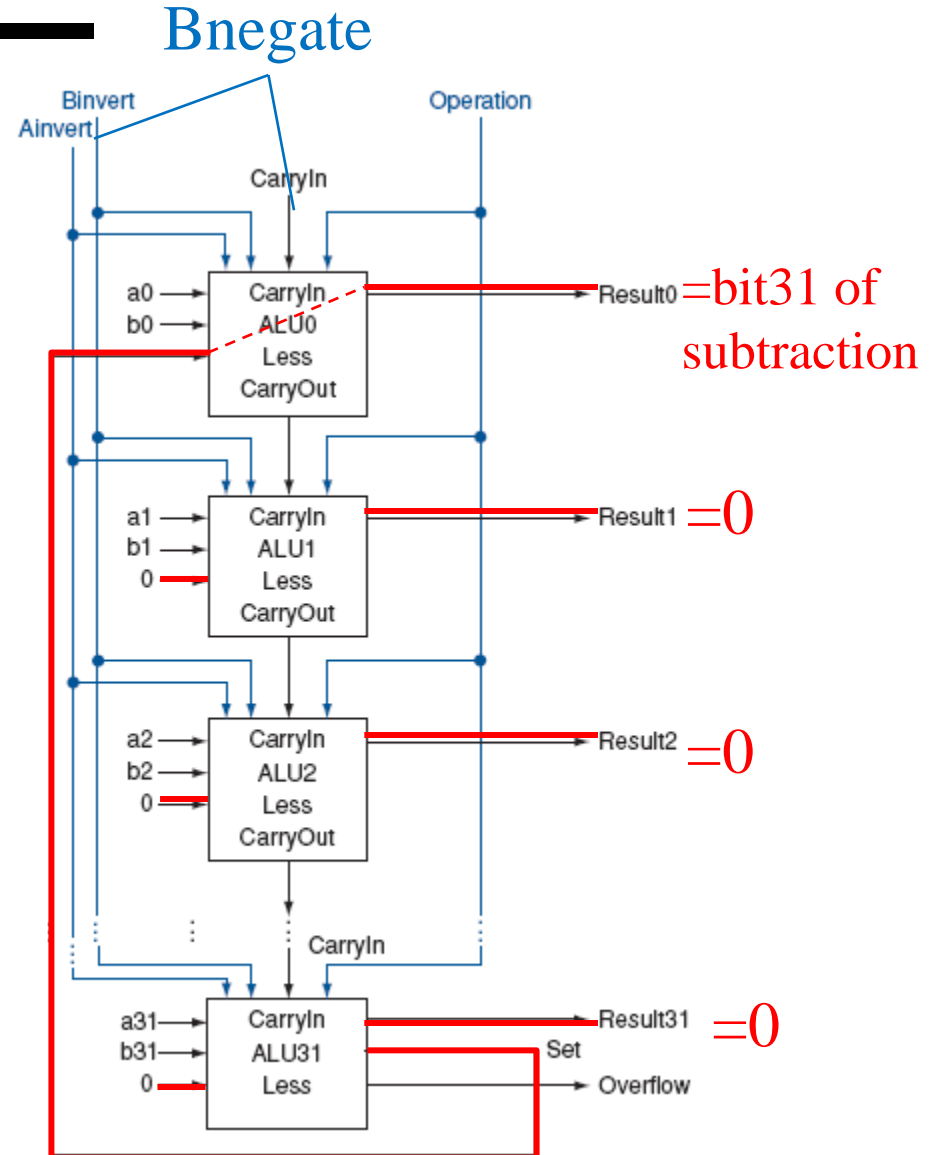 Bnegate
Binvert
Operation
Ainvert
CarryIn
a0
CarryIn
Result0
=bit31 of
b0
ALU0
subtraction
Less
CarryOut
a1
CarryIn
Result1
=0
b1
ALU1
0
Less
CarryOut
a2
CarryIn
Result2
=0
b2
ALU2
0
Less
CarryOut
CarryIn
a31
CarryIn
Result31
=0
b31
ALU31
Set
0
Less
Overflow